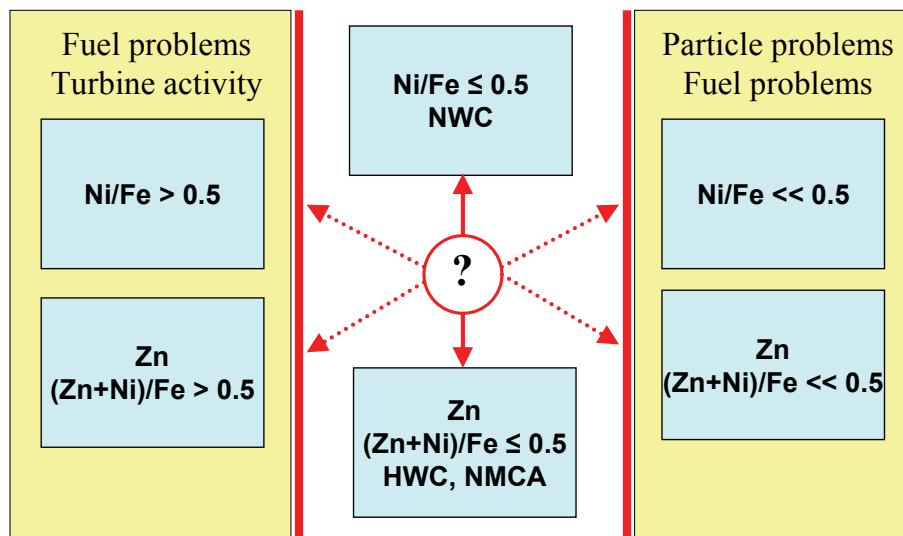 Fuel problems
Turbine activity
Ni/Fe > 0.5
Zn
(Zn+Ni)/Fe > 0.5
Ni/Fe ≤ 0.5
NWC
?
Zn
(Zn+Ni)/Fe ≤ 0.5
HWC, NMCA
Particle problems
Fuel problems
Ni/Fe << 0.5
Zn
(Zn+Ni)/Fe << 0.5